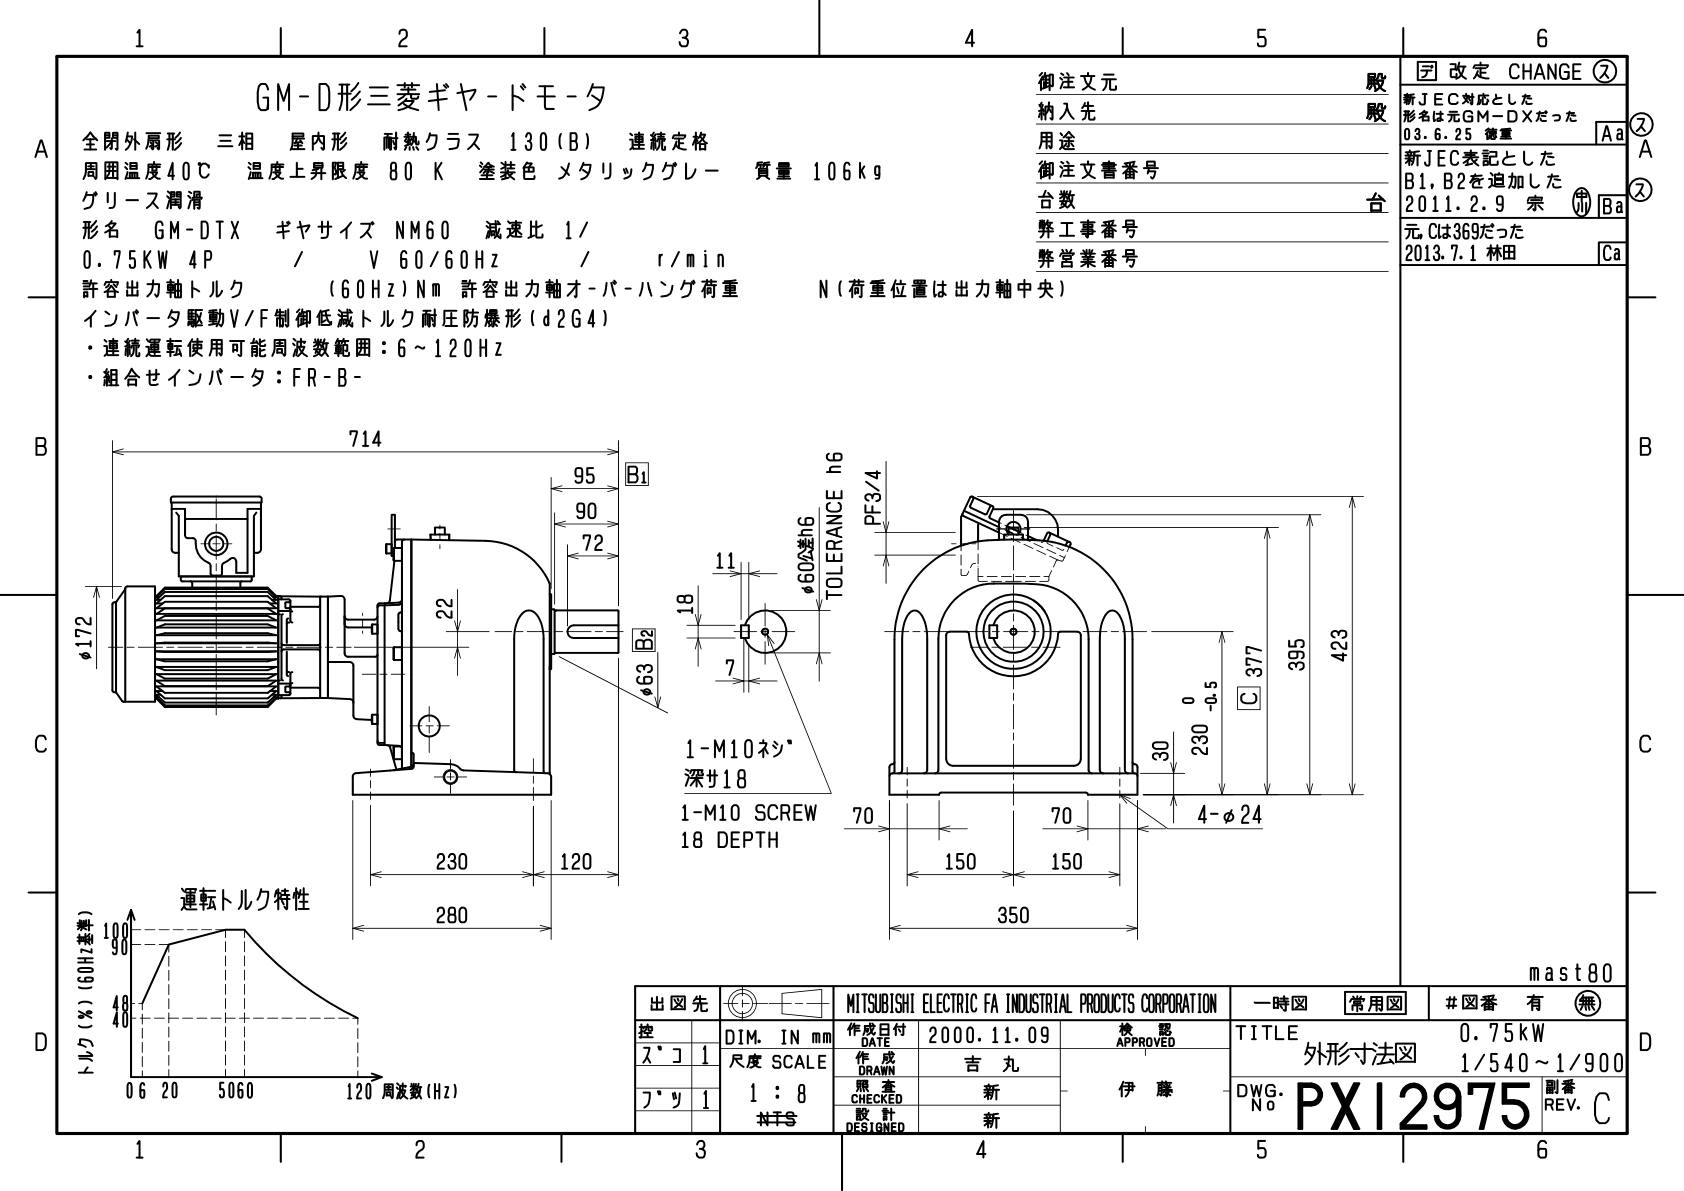 1 2 3 4 5 6
GM-D形三菱ギヤードモータ
全閉外扇形 三相 屋内形 耐熱クラス 130(B) 連続定格
周囲温度40℃ 温度上昇限度 80 K 塗装色 メタリックグレー 質量 106kg
グリース潤滑
形名 GM-DTX ギヤサイズ NM60 減速比 1/
0.75KW 4P / V 60/60Hz / r/min
許容出力軸トルク (60Hz)Nm 許容出力軸オーバーハング荷重 N(荷重位置は出力軸中央)
インバータ駆動V/F制御低減トルク耐圧防爆形(d2G4)
・連続運転使用可能周波数範囲:6~120Hz
・組合せインバータ:FR-B-
御注文元 殿
納入先 殿
用途
御注文書番号
台数 台
弊工事番号
弊営業番号
デ 改定 CHANGE ス
新JEC対応とした
形名は元GM-DXだった
03.6.25 徳重 Aa ス
新JEC表記とした
B1,B2を追加した ス
2011.2.9 宗 Ba
元,Cは369だった
2013.7.1 林田 Ca
A A
B B
C C
D D
714
95 B1
90
72
22
φ172
B2
φ63
230 120
280
11
18
7
φ60公差h6
TOLERANCE h6
1-M10ネジ
深サ18
1-M10 SCREW
18 DEPTH
PF3/4
423
395
C 377
230 0 -0.5
30
70 70
4-φ24
150 150
350
運転トルク特性
トルク(%)(60Hz基準)
100
90
48
40
0 6 20 50 60 120 周波数(Hz)
mast80
出図先
控
ズコ 1
ブツ 1
DIM. IN mm
尺度 SCALE
1 : 8
NTS
MITSUBISHI ELECTRIC FA INDUSTRIAL PRODUCTS CORPORATION
作成日付 DATE 2000.11.09
作成 DRAWN 吉丸
照査 CHECKED 新
設計 DESIGNED 新
検認 APPROVED
伊藤
一時図 常用図 #図番 有 無
TITLE 0.75kW
外形寸法図 1/540~1/900
DWG. No PX12975 副番 REV. C
1 2 3 4 5 6